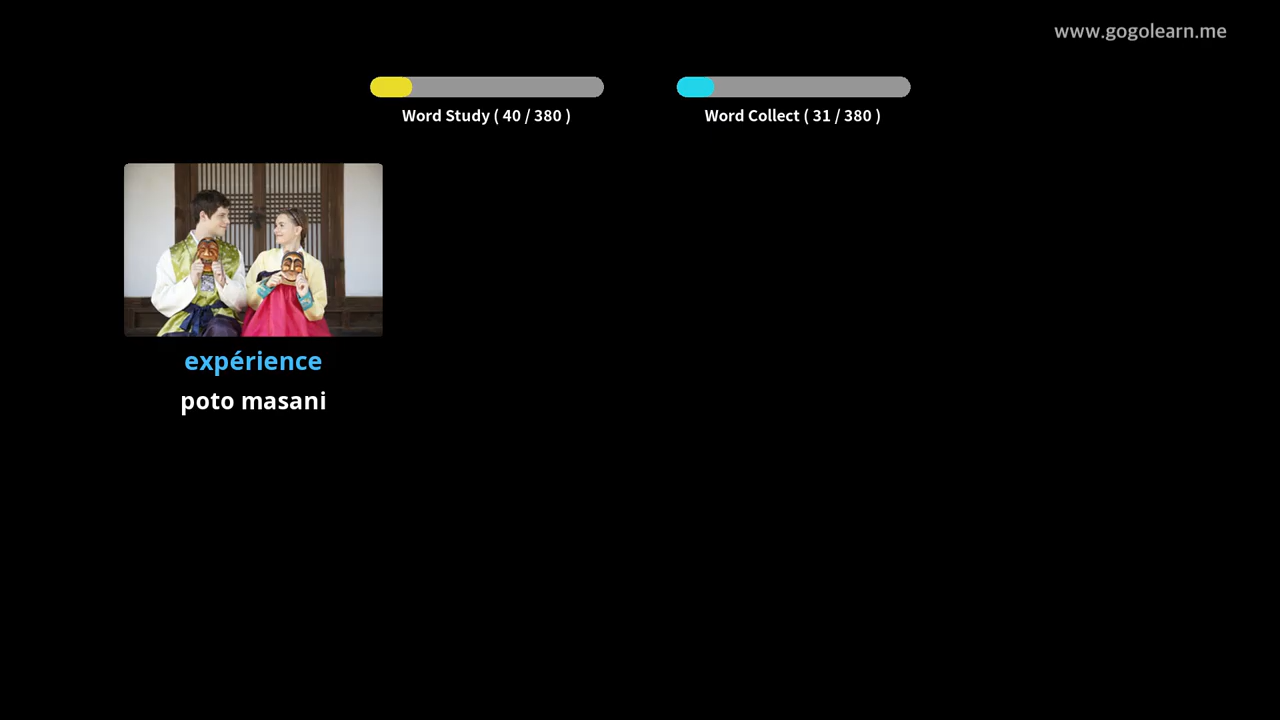 www.gogolearn.me
Word Study ( 40 / 380 )
Word Collect ( 31 / 380 )
expérience
poto masani